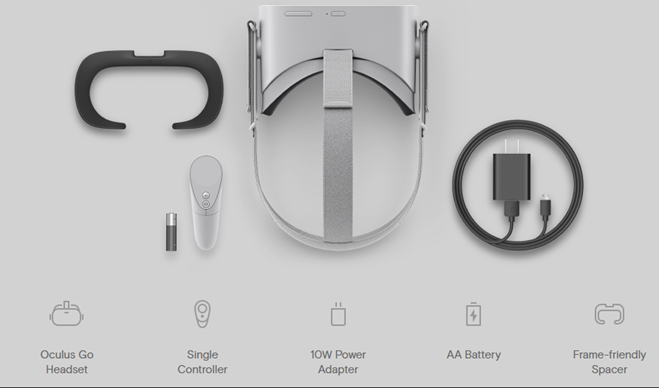 Oculus Go
Headset
Single
Controller
10W Power
Adapter
AA Battery
Frame-friendly
Spacer